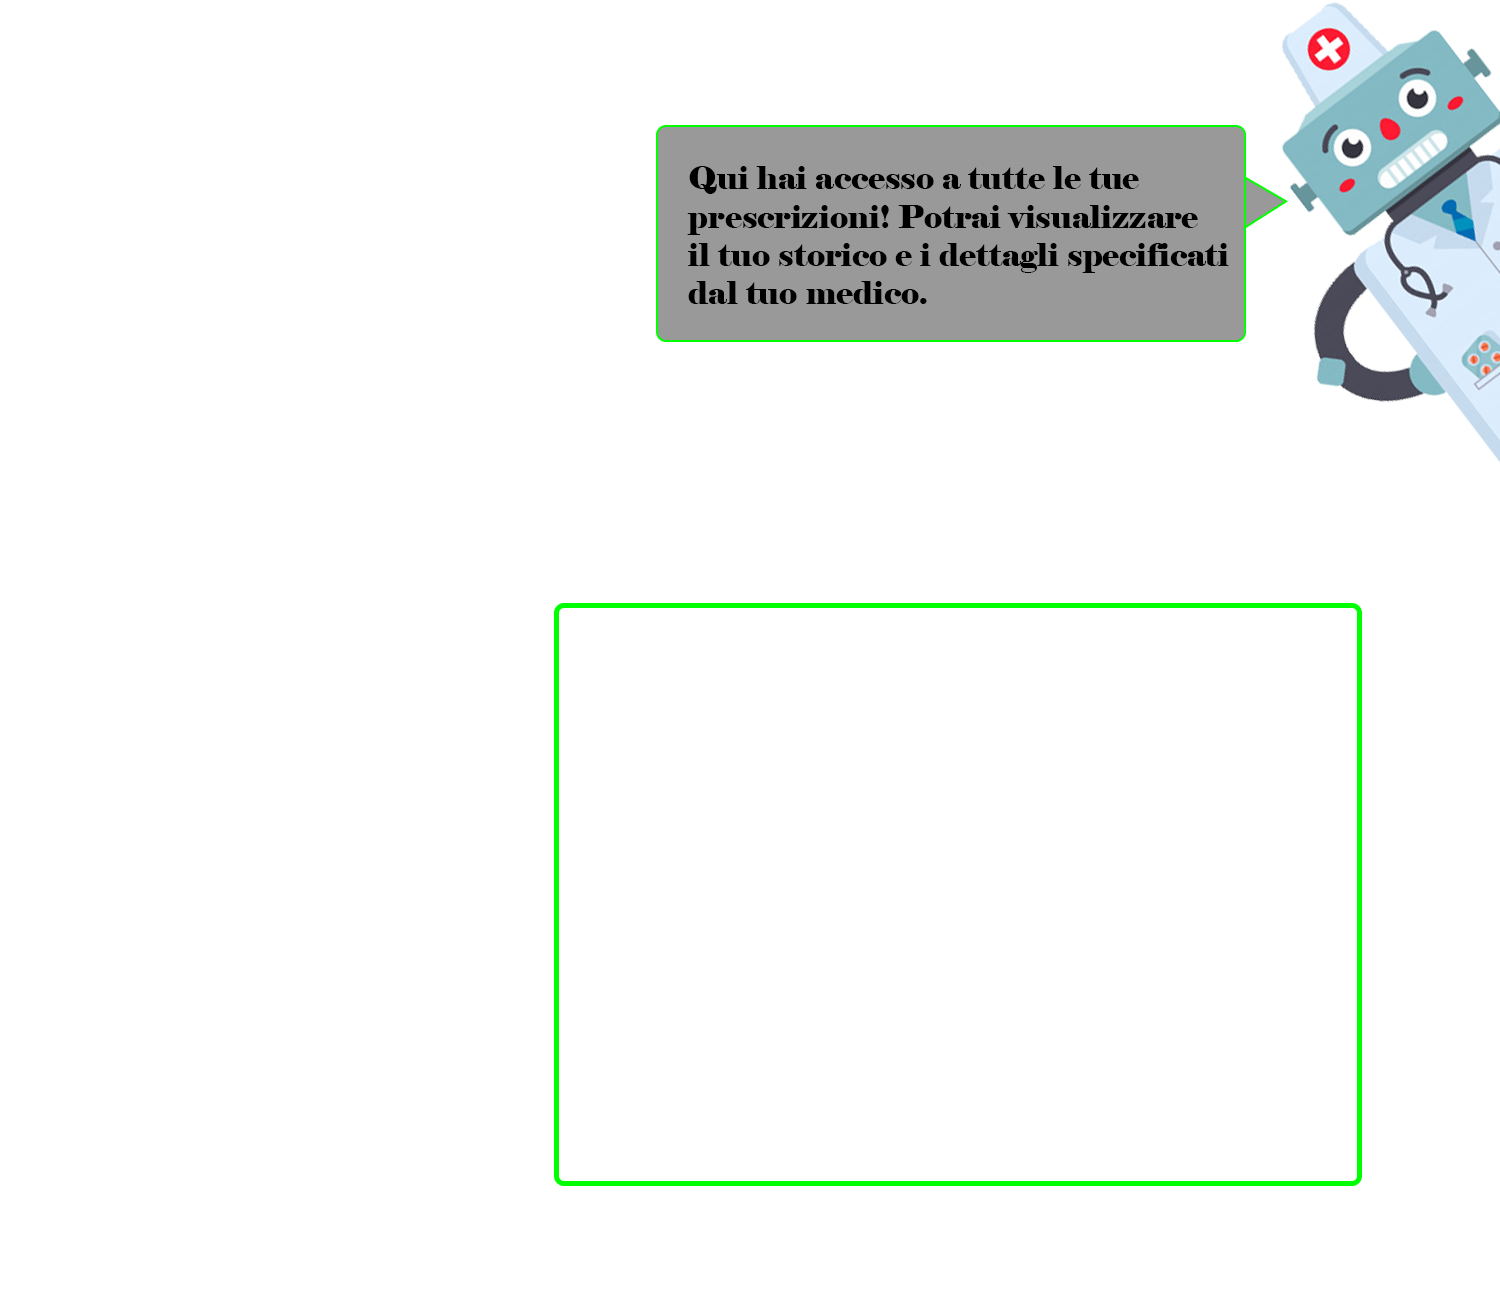 Qui hai accesso a tutte le tue
prescrizioni! Potrai visualizzare
il tuo storico e i dettagli specificati
dal tuo medico.